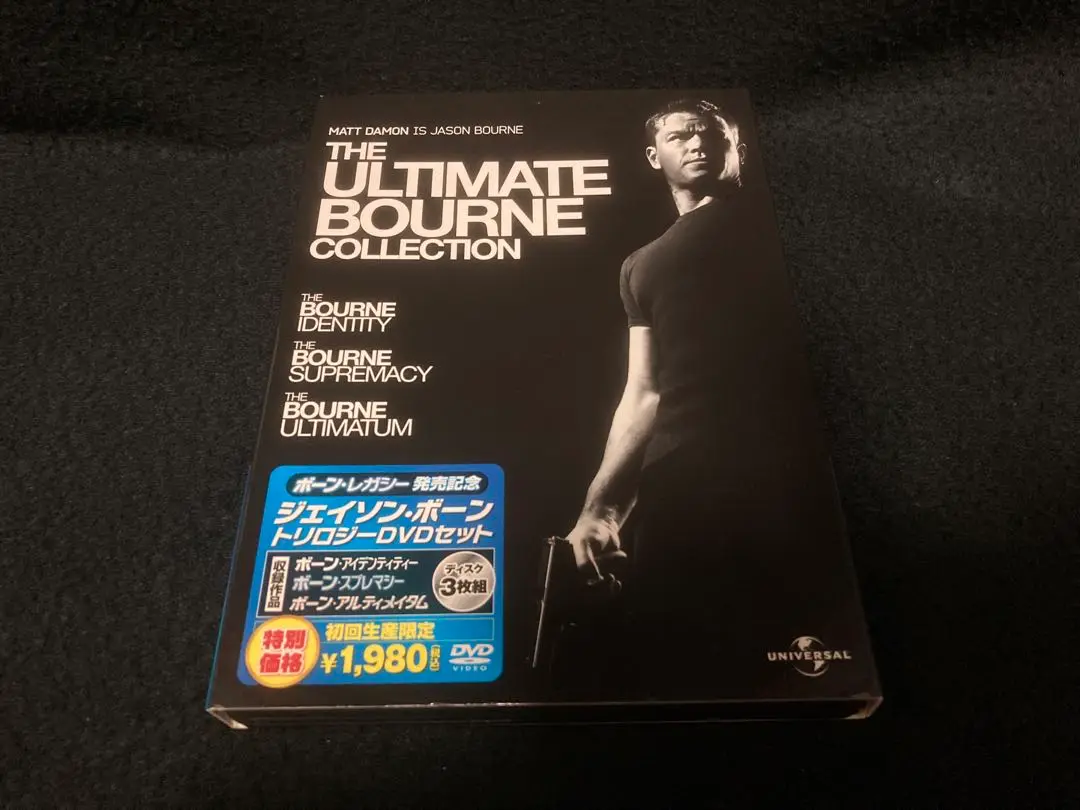 MATT DAMON IS JASON BOURNE
THE
ULTIMATE
BOURNE
COLLECTION
THE
BOURNE
IDENTITY
THE
BOURNE
SUPREMACY
THE
BOURNE
ULTIMATUM
ボーン・レガシー 発売記念
ジェイソン・ボーン
トリロジーDVDセット
収録作品
ボーン・アイデンティティー
ボーン・スプレマシー
ボーン・アルティメイタム
ディスク
3枚組
特別
価格
初回生産限定
¥1,980(税込)
DVD
VIDEO
UNIVERSAL